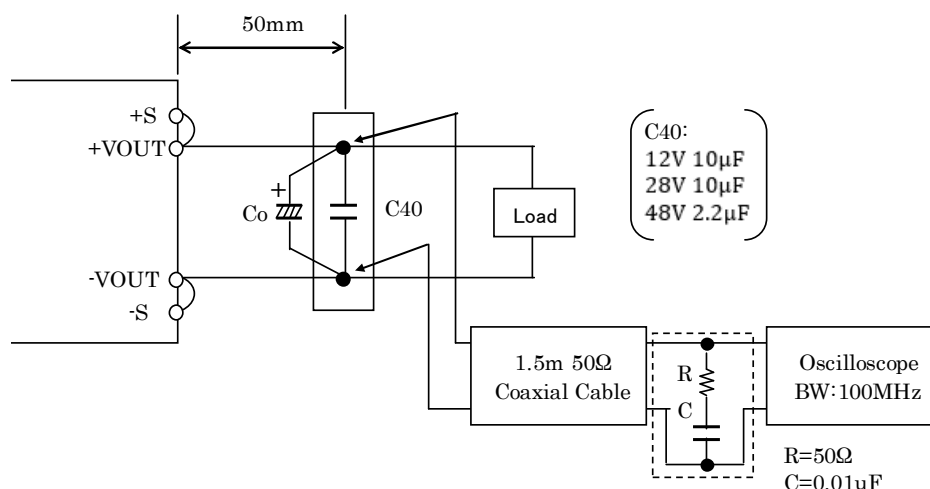 50mm
+S
+VOUT
+
Co
C40
Load
C40:
12V 10μF
28V 10μF
48V 2.2μF
-VOUT
-S
1.5m 50Ω
Coaxial Cable
R
C
Oscilloscope
BW:100MHz
R=50Ω
C=0.01μF